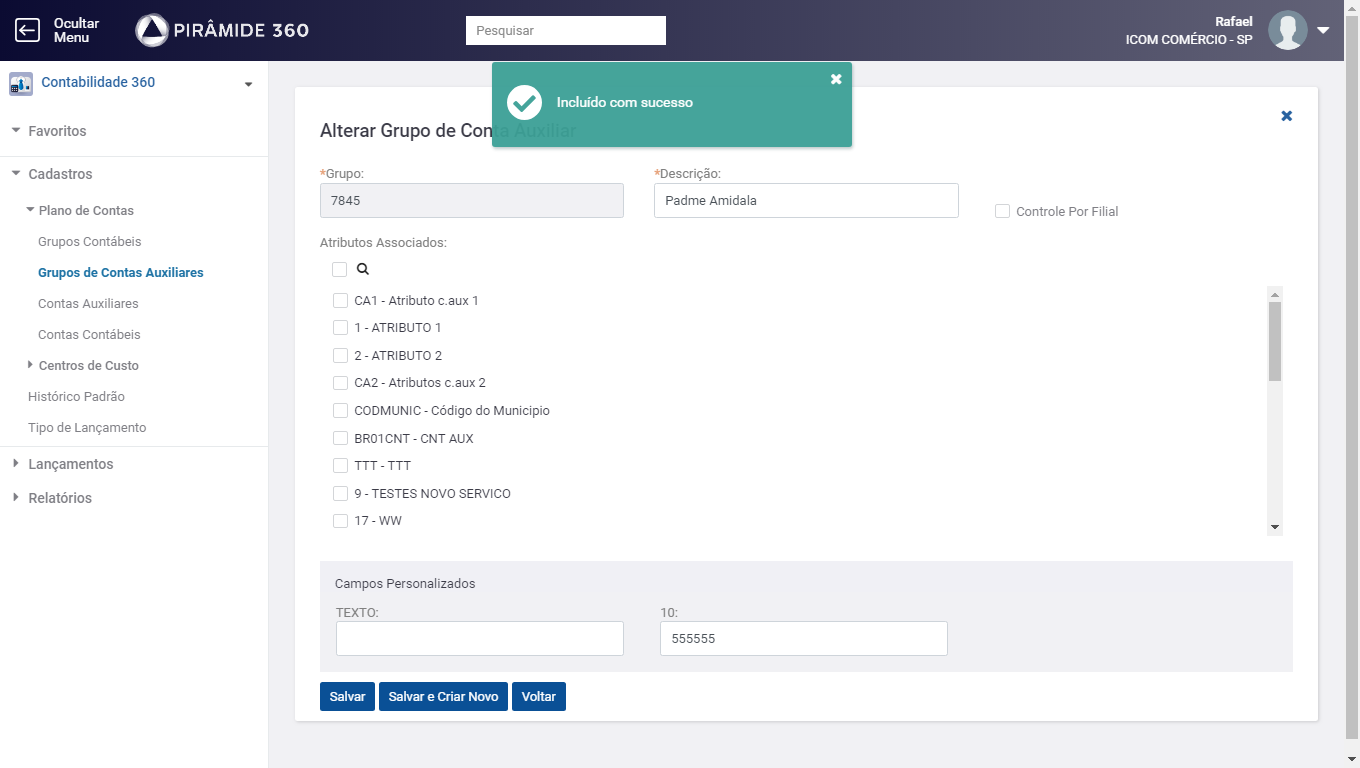 Ocultar
Menu
PIRÂMIDE 360
Pesquisar
Rafael
ICOM COMÉRCIO - SP
Contabilidade 360
Favoritos
Cadastros
Plano de Contas
Grupos Contábeis
Grupos de Contas Auxiliares
Contas Auxiliares
Contas Contábeis
Centros de Custo
Histórico Padrão
Tipo de Lançamento
Lançamentos
Relatórios
Incluído com sucesso
Alterar Grupo de Conta Auxiliar
*Grupo:
7845
*Descrição:
Padme Amidala
Controle Por Filial
Atributos Associados:
CA1 - Atributo c.aux 1
1 - ATRIBUTO 1
2 - ATRIBUTO 2
CA2 - Atributos c.aux 2
CODMUNIC - Código do Municipio
BR01CNT - CNT AUX
TTT - TTT
9 - TESTES NOVO SERVICO
17 - WW
Campos Personalizados
TEXTO:
10:
555555
Salvar
Salvar e Criar Novo
Voltar